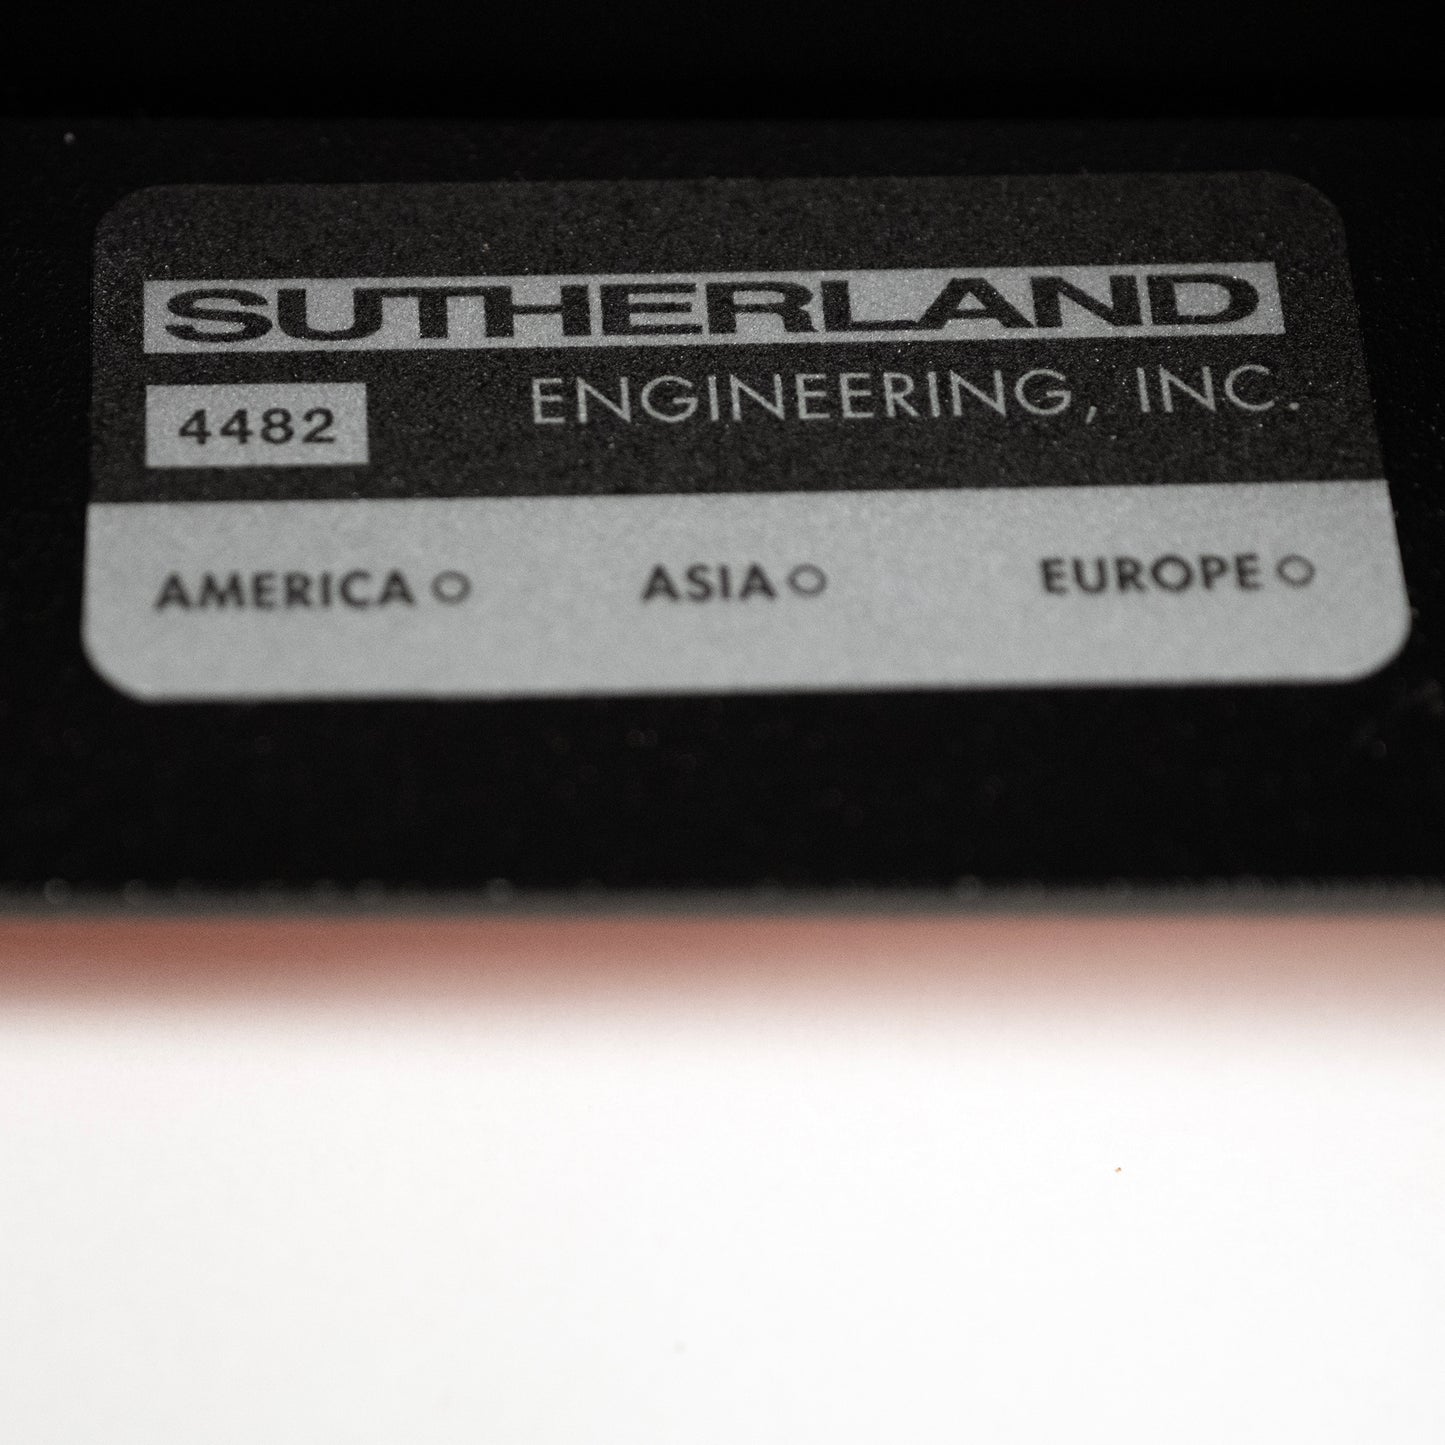 SUTHERLAND
ENGINEERING, INC.
4482
AMERICA ASIA EUROPE